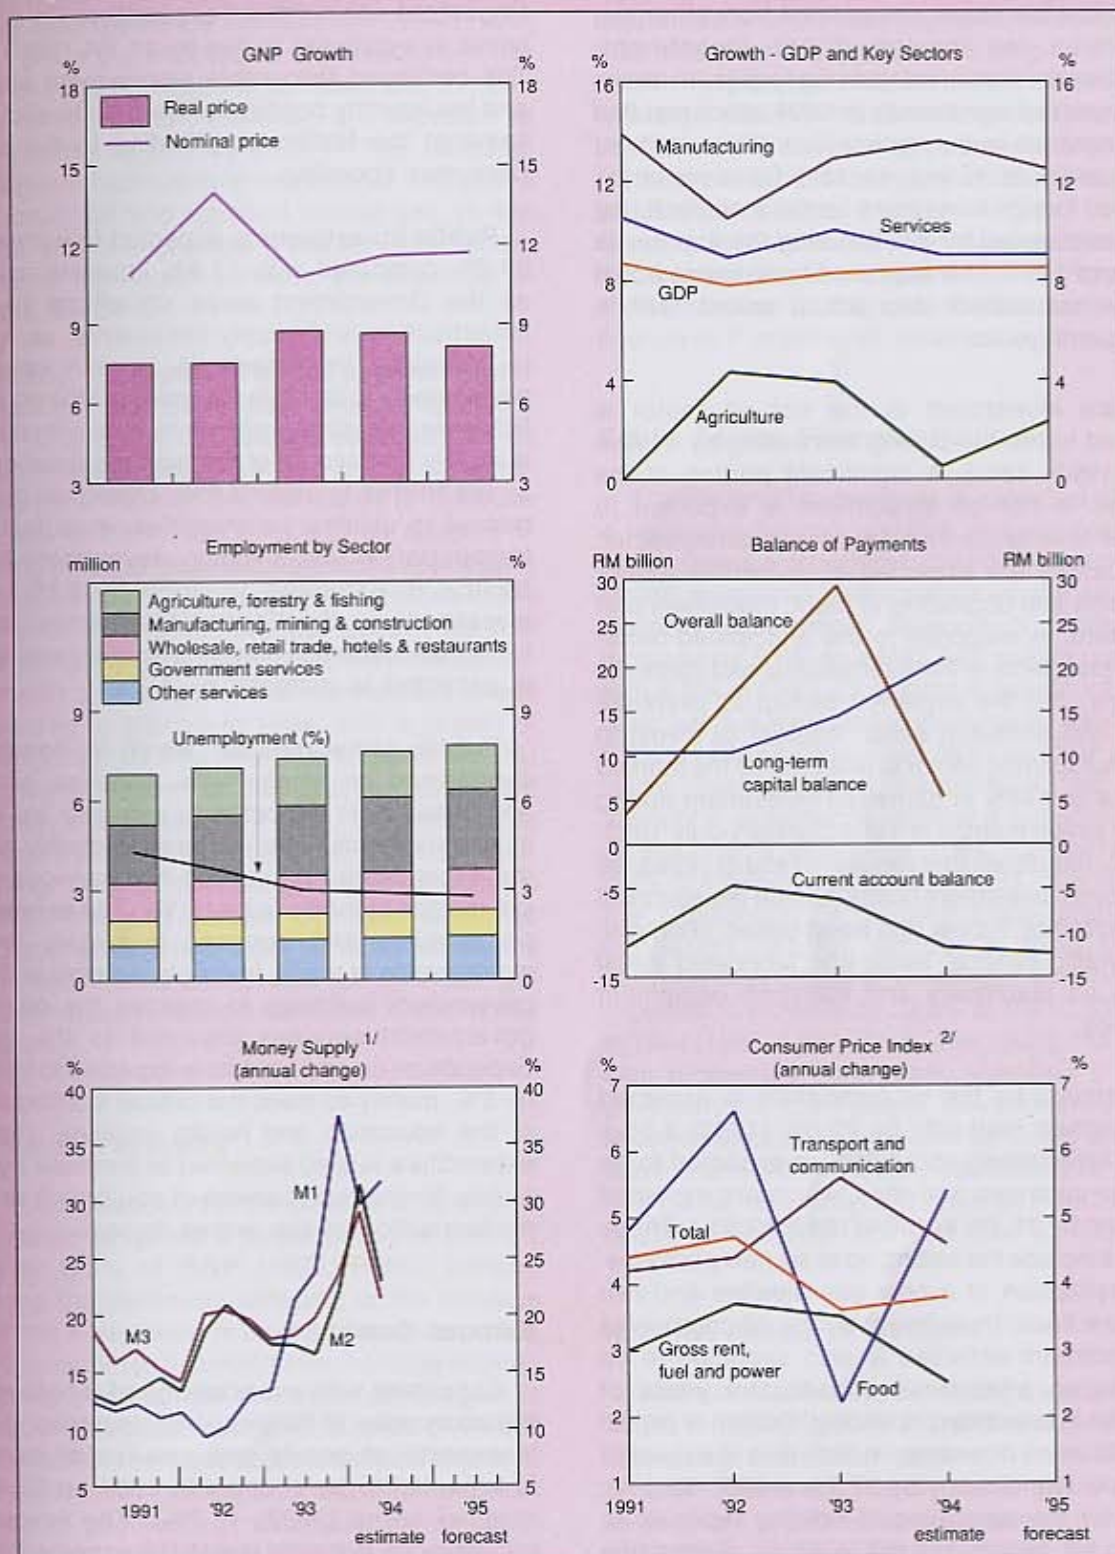 GNP Growth
%
%
18
15
12
9
6
3
18
15
12
9
6
3
Real price
Nominal price
Growth - GDP and Key Sectors
%
%
16
12
8
4
0
16
12
8
4
0
Manufacturing
Services
GDP
Agriculture
Employment by Sector
million
%
Agriculture, forestry & fishing
Manufacturing, mining & construction
Wholesale, retail trade, hotels & restaurants
Government services
Other services
Unemployment (%)
9
6
3
0
9
6
3
0
Balance of Payments
RM billion
RM billion
30
25
20
15
10
5
0
-5
-15
30
25
20
15
10
5
0
-5
-10
-15
Overall balance
Long-term
capital balance
Current account balance
Money Supply 1/
(annual change)
%
%
40
35
30
25
20
15
10
5
40
35
30
25
20
15
10
5
M1
M3
M2
1991
'92
'93
'94
'95
estimate
forecast
Consumer Price Index 2/
(annual change)
%
%
7
6
5
4
3
2
1
7
6
5
4
3
2
1
Transport and
communication
Total
Gross rent,
fuel and power
Food
1991
'92
'93
'94
'95
estimate
forecast